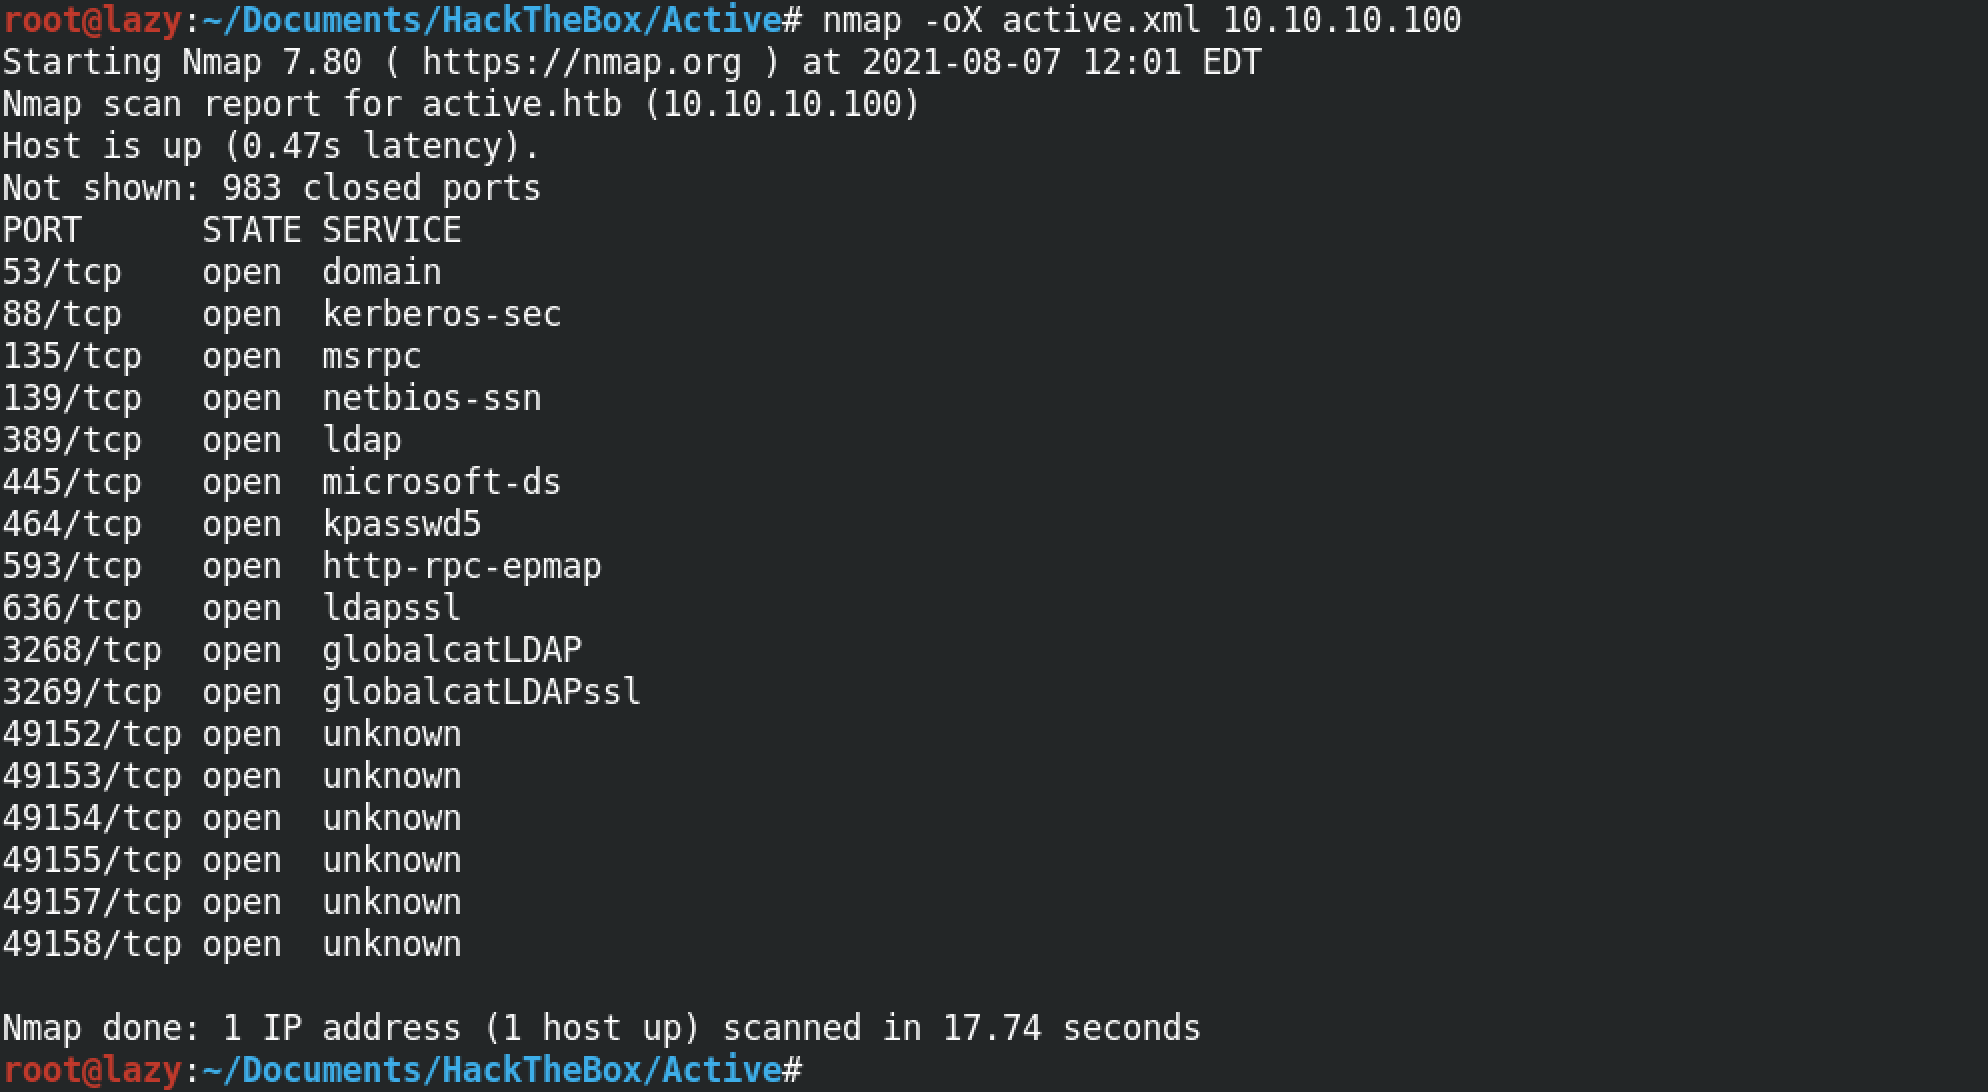 root@lazy:~/Documents/HackTheBox/Active# nmap -oX active.xml 10.10.10.100
Starting Nmap 7.80 ( https://nmap.org ) at 2021-08-07 12:01 EDT
Nmap scan report for active.htb (10.10.10.100)
Host is up (0.47s latency).
Not shown: 983 closed ports
PORT      STATE SERVICE
53/tcp    open  domain
88/tcp    open  kerberos-sec
135/tcp   open  msrpc
139/tcp   open  netbios-ssn
389/tcp   open  ldap
445/tcp   open  microsoft-ds
464/tcp   open  kpasswd5
593/tcp   open  http-rpc-epmap
636/tcp   open  ldapssl
3268/tcp  open  globalcatLDAP
3269/tcp  open  globalcatLDAPssl
49152/tcp open  unknown
49153/tcp open  unknown
49154/tcp open  unknown
49155/tcp open  unknown
49157/tcp open  unknown
49158/tcp open  unknown

Nmap done: 1 IP address (1 host up) scanned in 17.74 seconds
root@lazy:~/Documents/HackTheBox/Active#